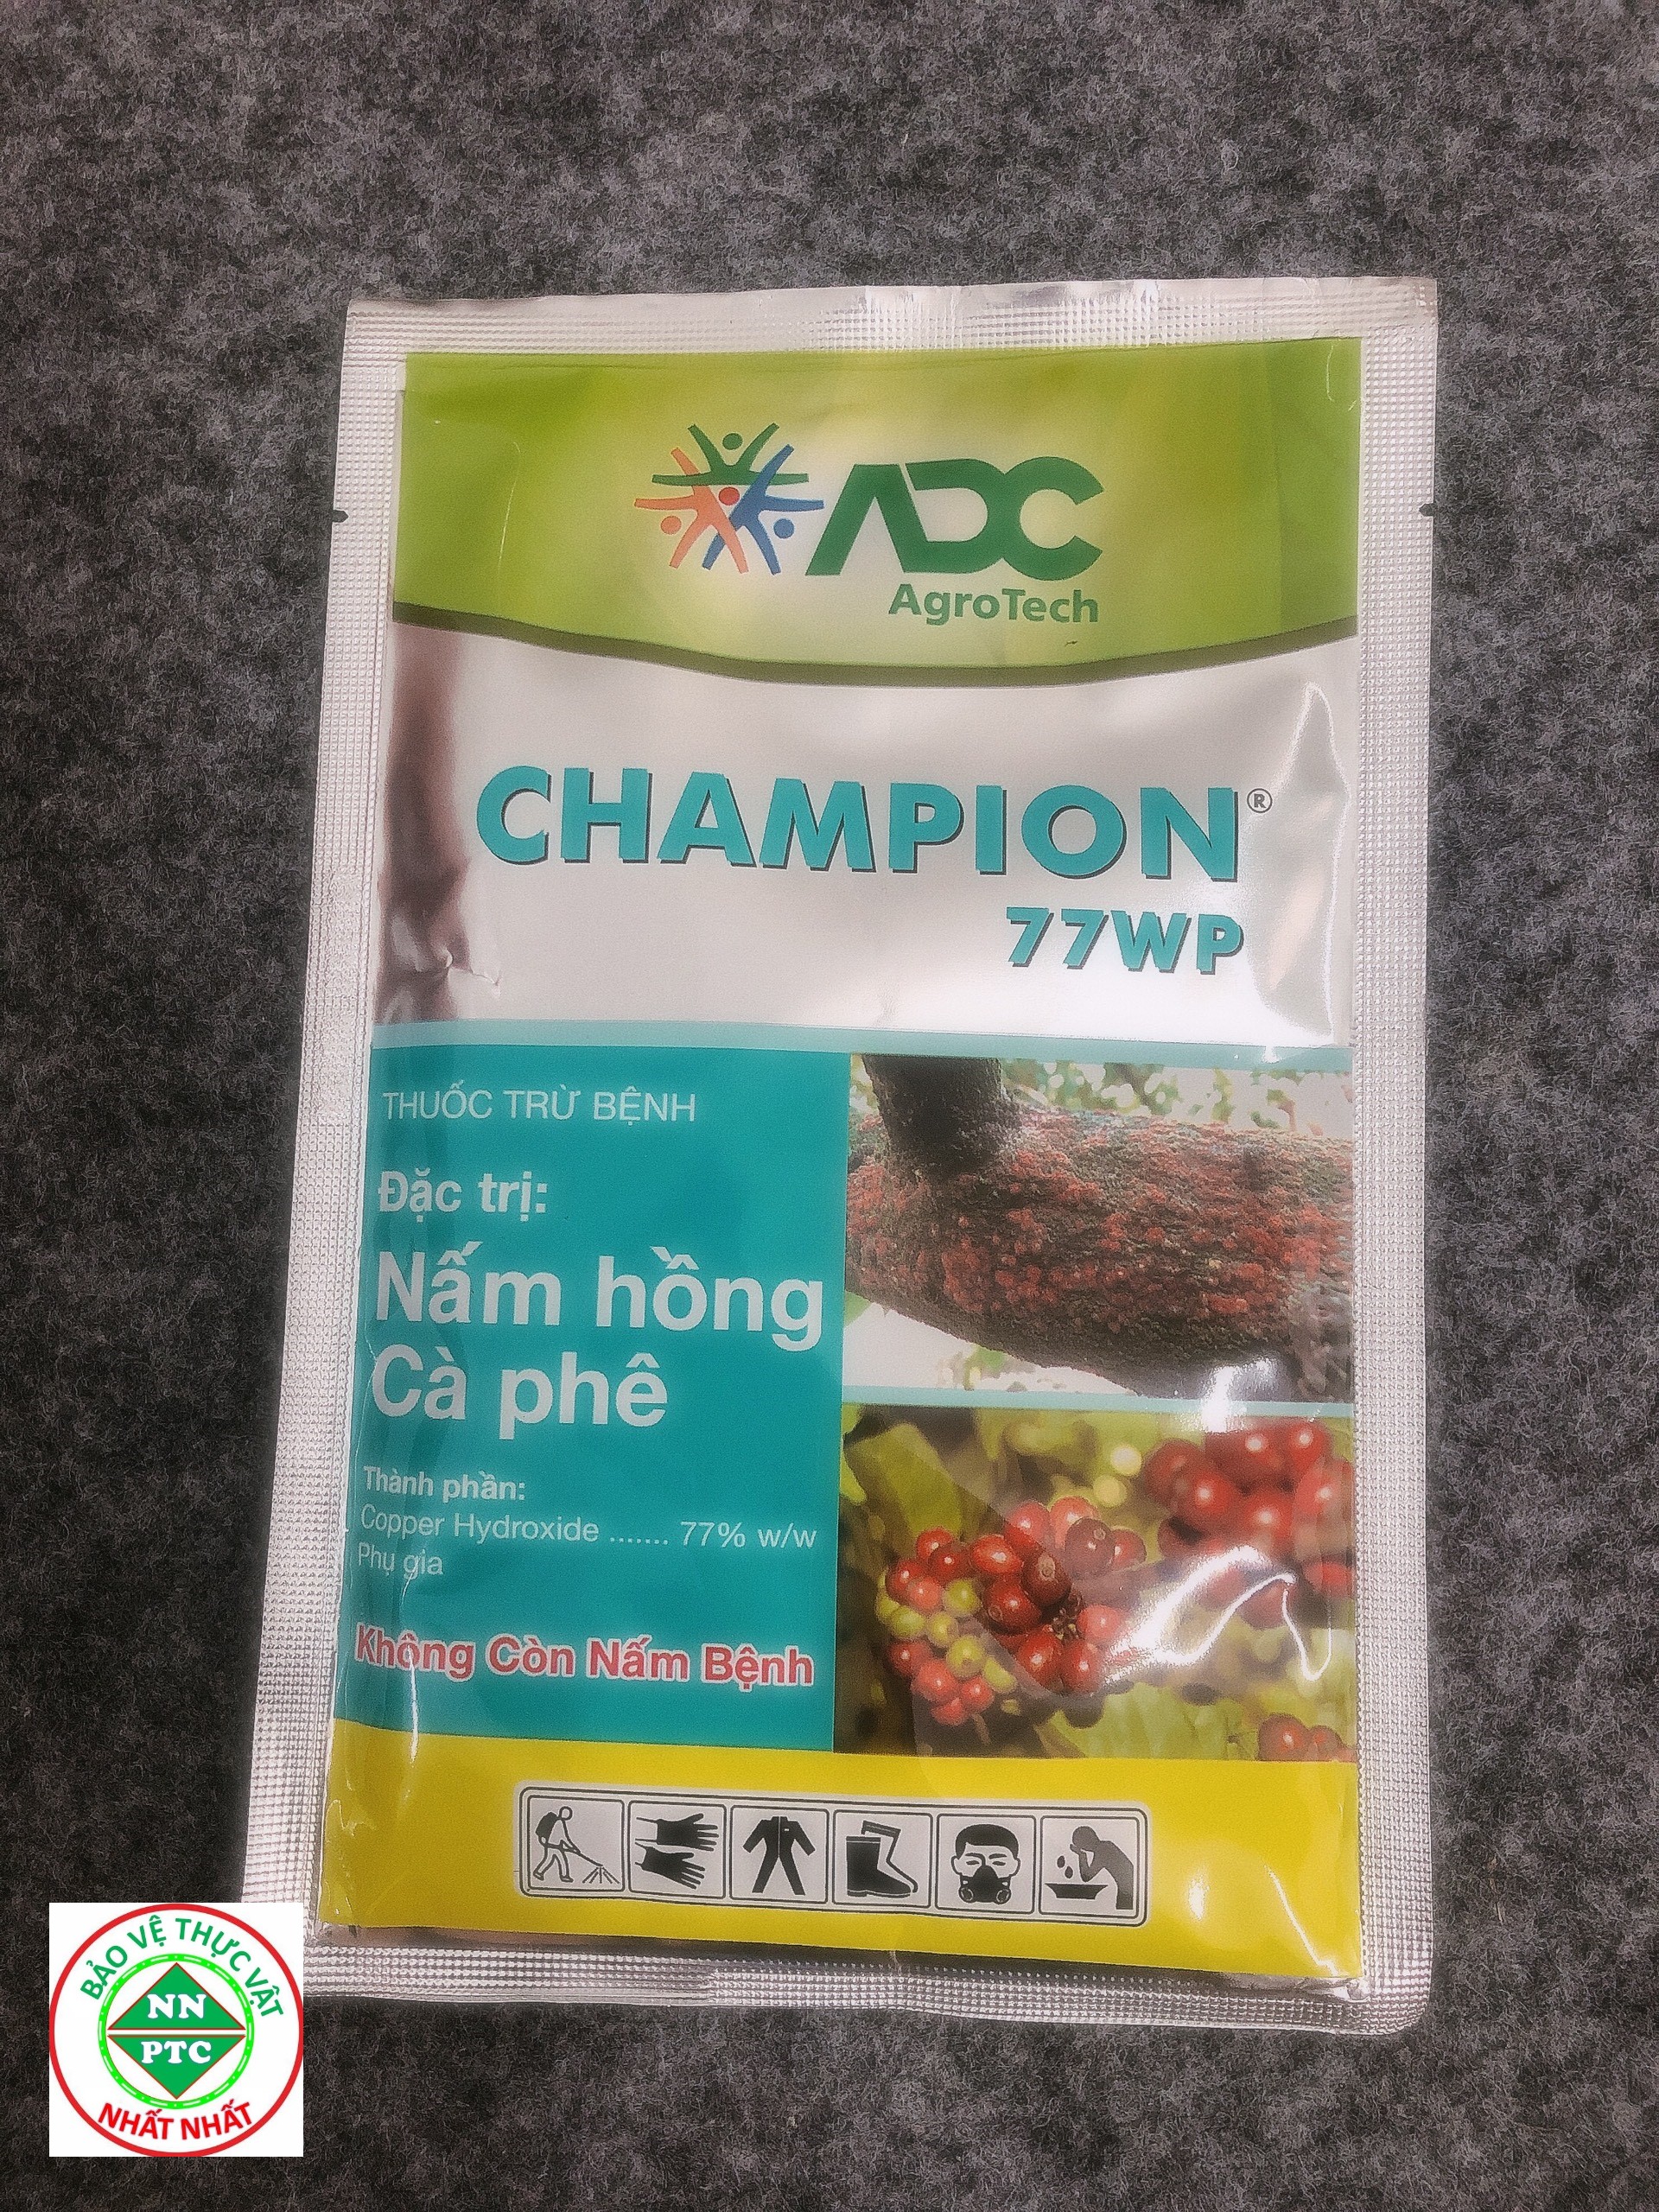 ADC
AgroTech
CHAMPION®
77WP
THUỐC TRỪ BỆNH
Đặc trị:
Nấm hồng
Cà phê
Thành phần:
Copper Hydroxide ....... 77% w/w
Phụ gia
Không Còn Nấm Bệnh
BẢO VỆ THỰC VẬT
NN
PTC
NHẤT NHẤT